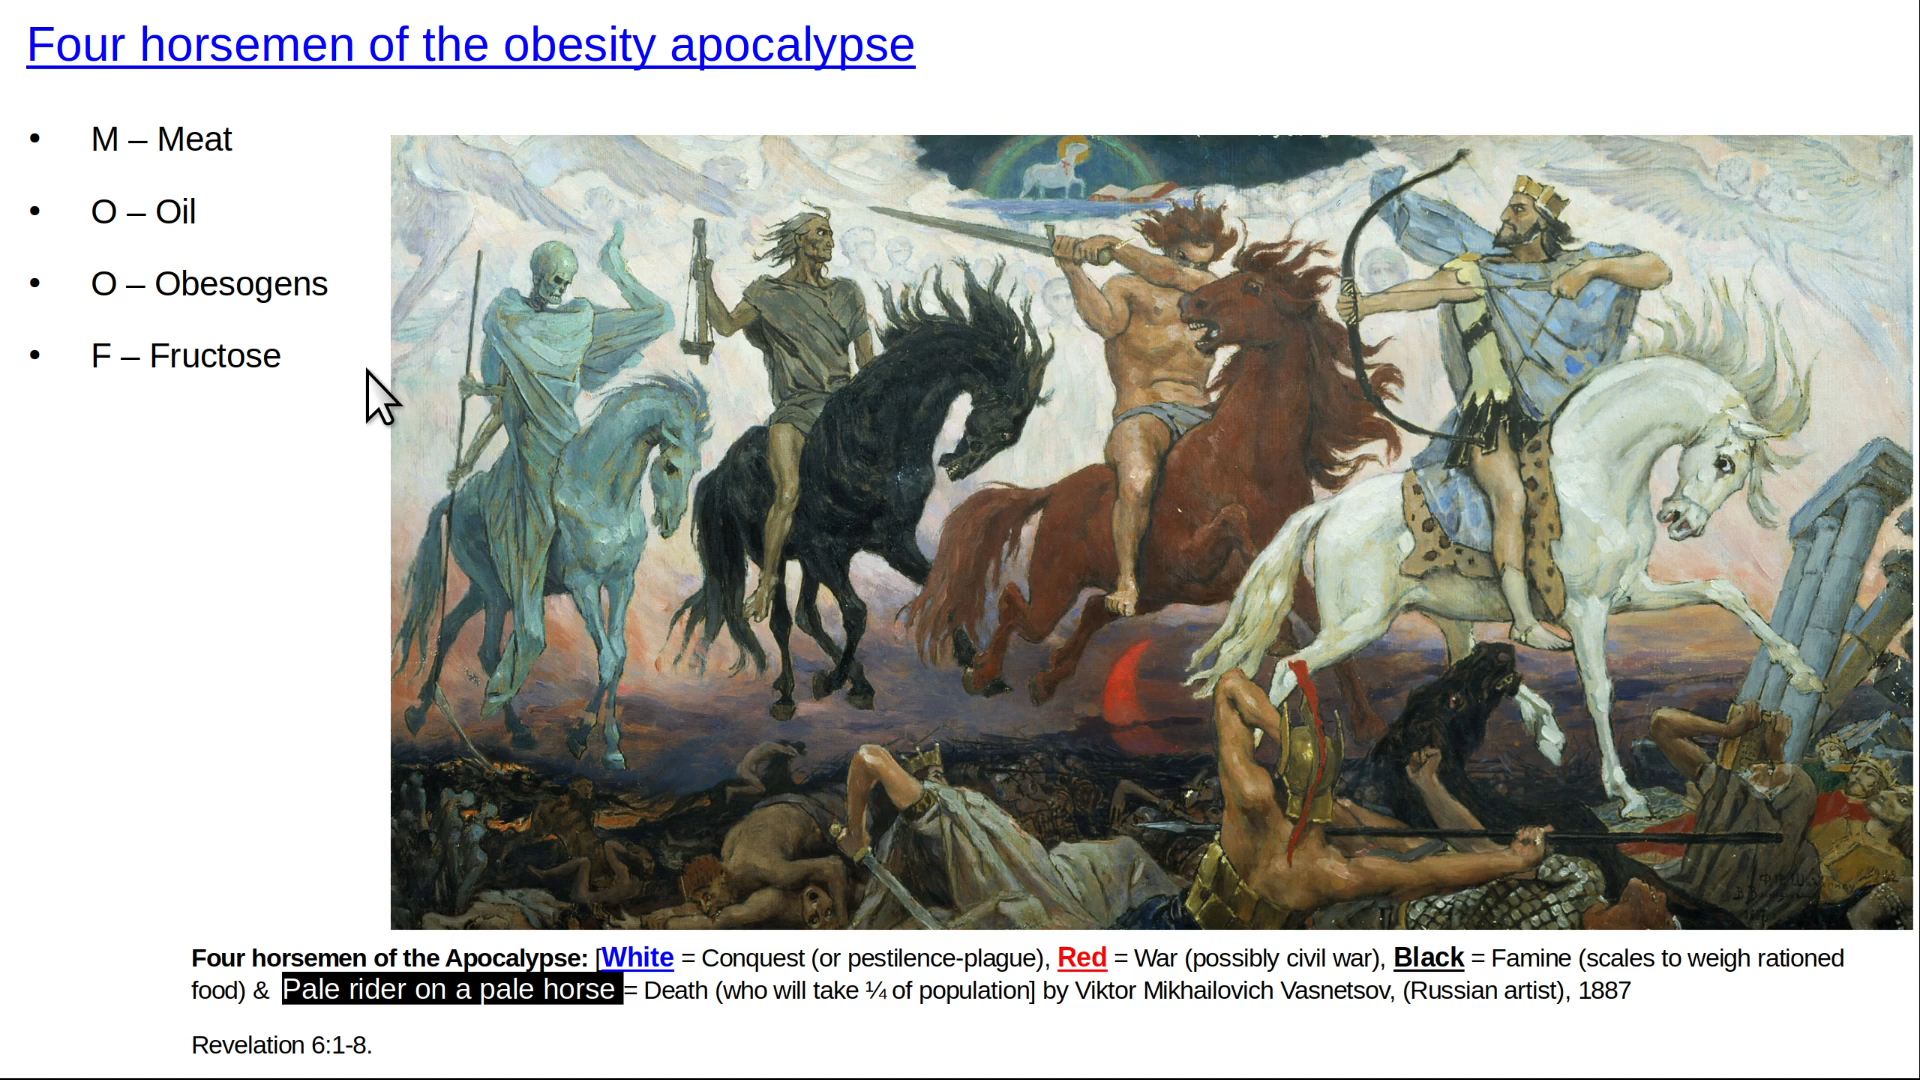 Four horsemen of the obesity apocalypse
• M – Meat
• O – Oil
• O – Obesogens
• F – Fructose
Four horsemen of the Apocalypse: [White = Conquest (or pestilence-plague), Red = War (possibly civil war), Black = Famine (scales to weigh rationed
food) & Pale rider on a pale horse = Death (who will take ¼ of population] by Viktor Mikhailovich Vasnetsov, (Russian artist), 1887
Revelation 6:1-8.